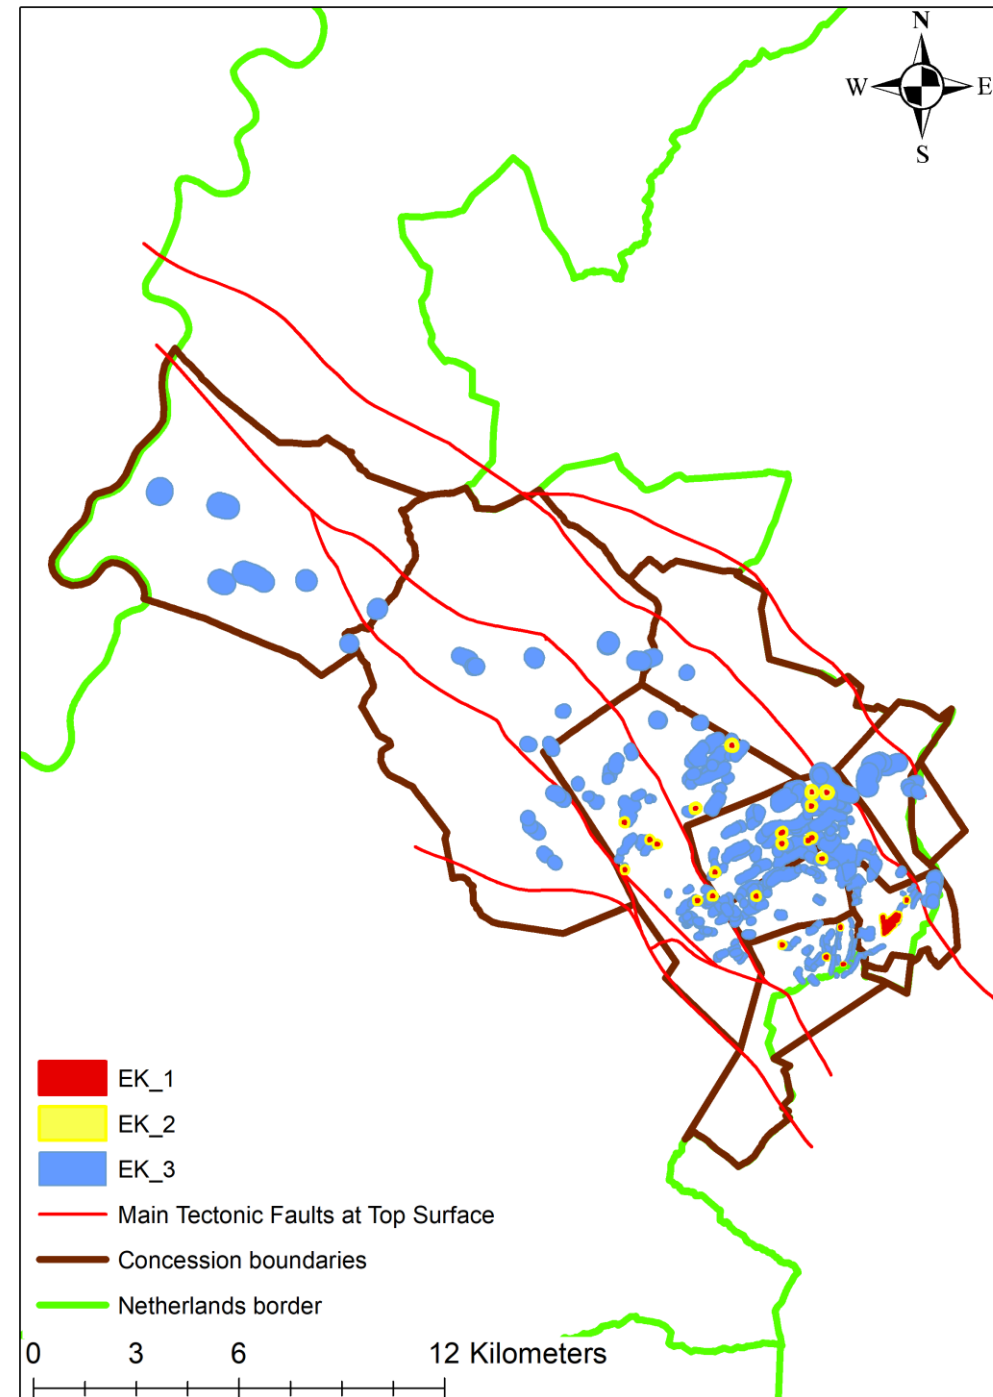 N
W E
S
EK_1
EK_2
EK_3
Main Tectonic Faults at Top Surface
Concession boundaries
Netherlands border
0 3 6 12 Kilometers